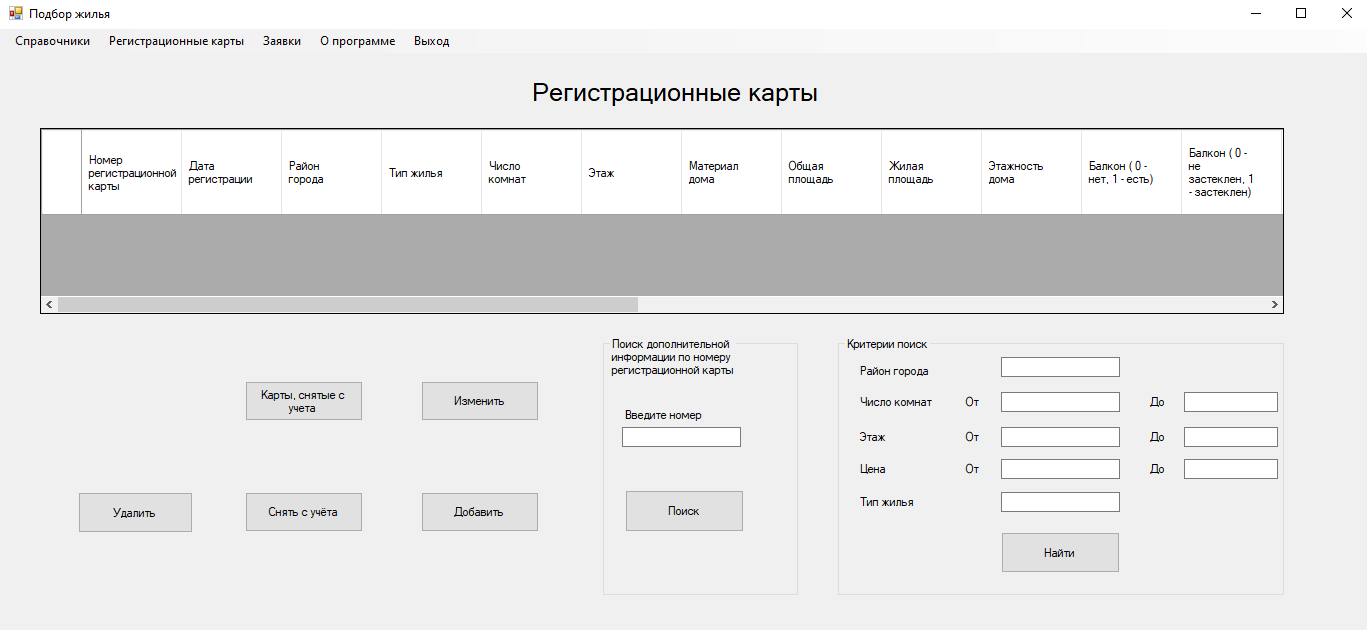 Подбор жилья
Справочники Регистрационные карты Заявки О программе Выход
Регистрационные карты
Номер
регистрационной
карты
Дата
регистрации
Район
города
Тип жилья
Число
комнат
Этаж
Материал
дома
Общая
площадь
Жилая
площадь
Этажность
дома
Балкон ( 0 -
нет, 1 - есть)
Балкон ( 0 -
не
застеклен, 1
- застеклен)
Карты, снятые с
учета
Изменить
Удалить
Снять с учёта
Добавить
Поиск дополнительной
информации по номеру
регистрационной карты
Введите номер
Поиск
Критерии поиск
Район города
Число комнат От До
Этаж От До
Цена От До
Тип жилья
Найти